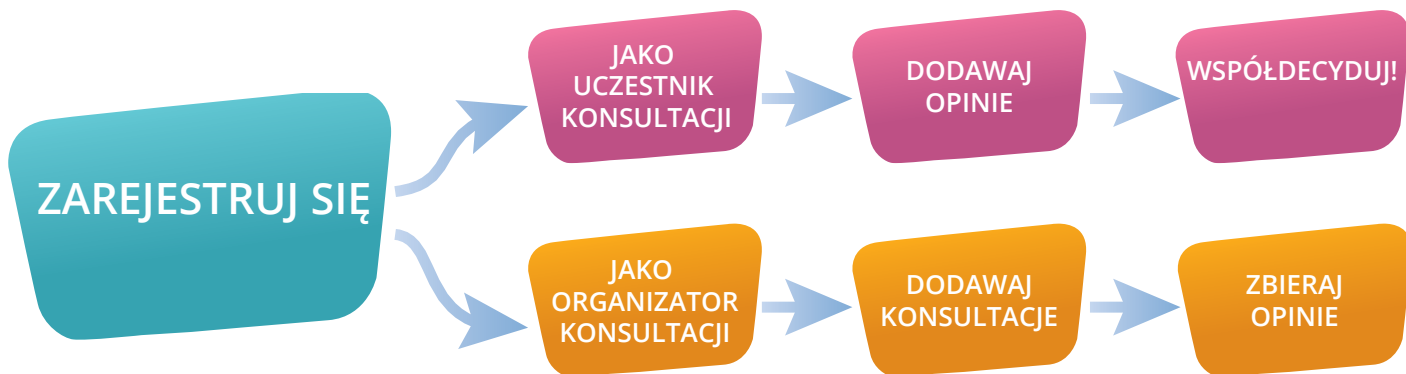 ZAREJESTRUJ SIĘ
JAKO
UCZESTNIK
KONSULTACJI
DODAWAJ
OPINIE
WSPÓŁDECYDUJ!
JAKO
ORGANIZATOR
KONSULTACJI
DODAWAJ
KONSULTACJE
ZBIERAJ
OPINIE